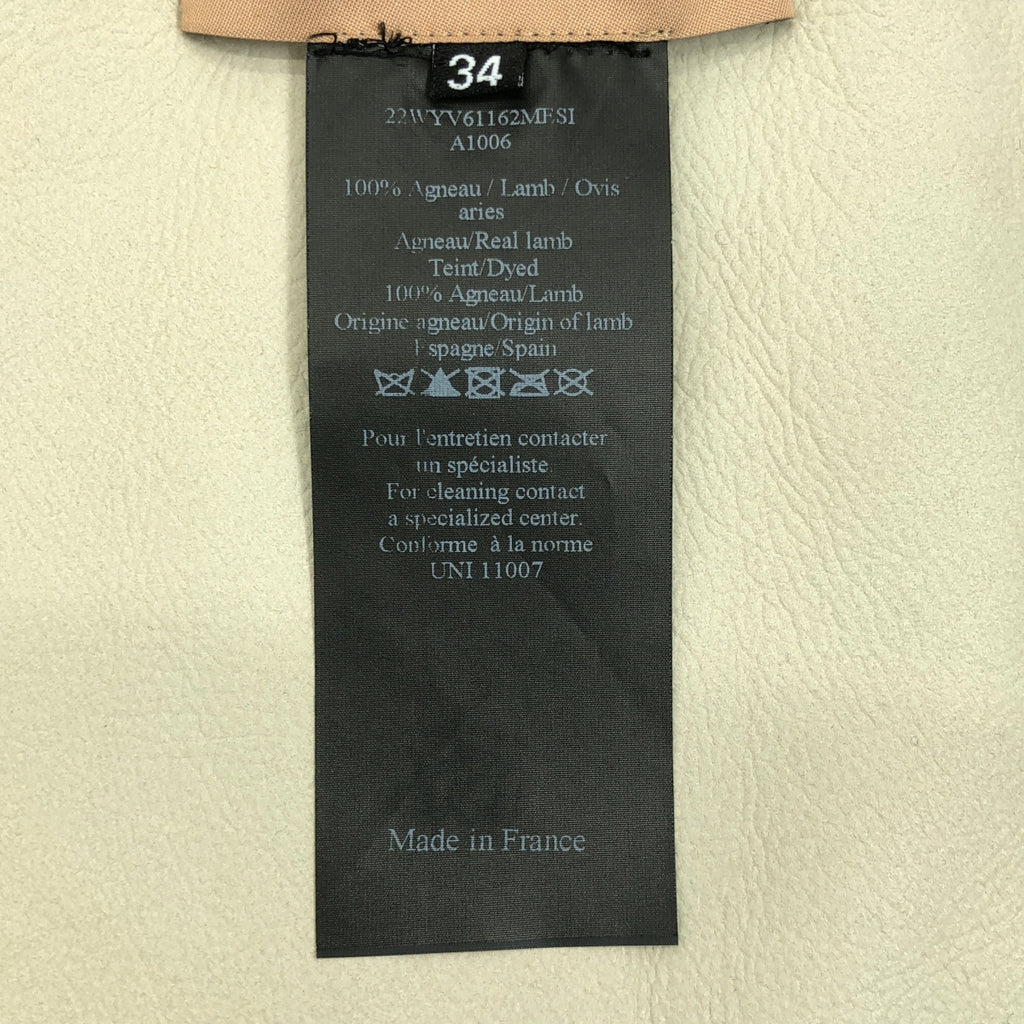 34
22WYV61162MESI
A1006
100% Agneau / Lamb / Ovis
aries
Agneau/Real lamb
Teint/Dyed
100% Agneau/Lamb
Origine agneau/Origin of lamb
Espagne/Spain
Pour l'entretien contacter
un spécialiste.
For cleaning contact
a specialized center.
Conforme à la norme
UNI 11007
Made in France